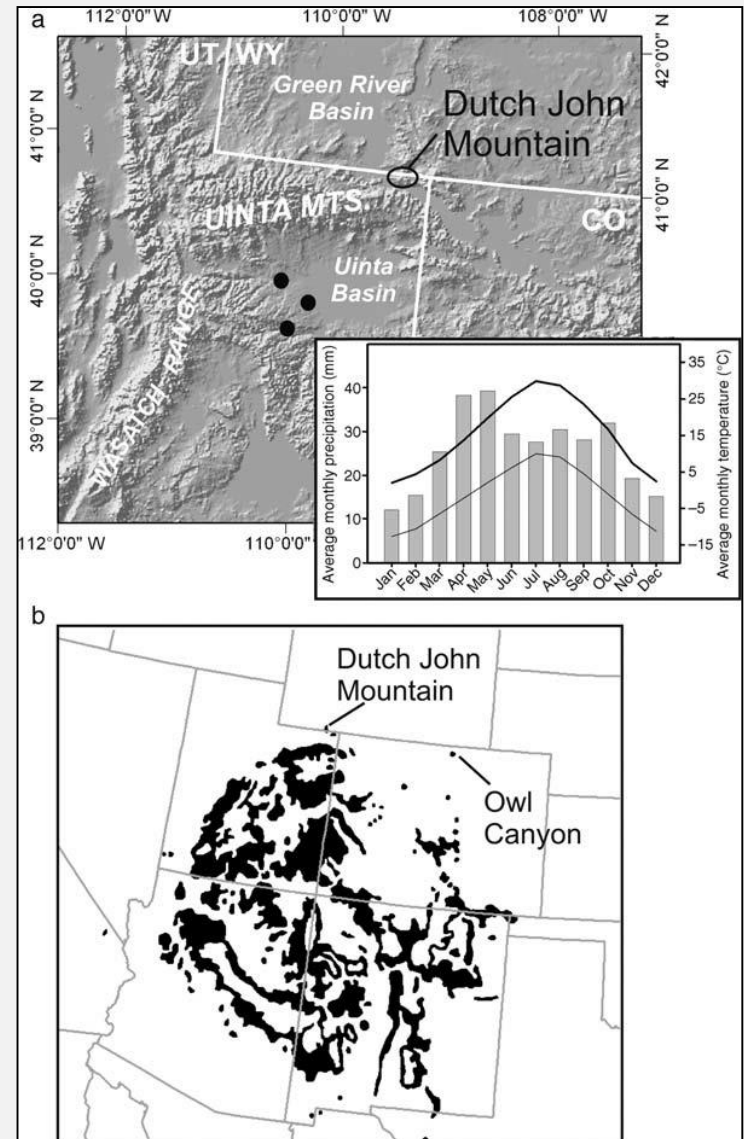 a
112°0'0" W
110°0'0" W
108°0'0" W
42°0'0" N
41°0'0" N
41°0'0" N
40°0'0" N
39°0'0" N
UT
WY
Green River
Basin
Dutch John
Mountain
UINTA MTS.
CO
Uinta
Basin
WASATCH RANGE
112°0'0" W
110°0'0" W
Average monthly precipitation (mm)
40
30
20
10
0
35
25
15
5
−5
−15
Average monthly temperature (°C)
Jan Feb Mar Apr May Jun Jul Aug Sep Oct Nov Dec
b
Dutch John
Mountain
Owl
Canyon